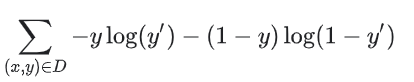 ∑ −y log(y′) − (1 − y) log(1 − y′)
(x,y)∈D